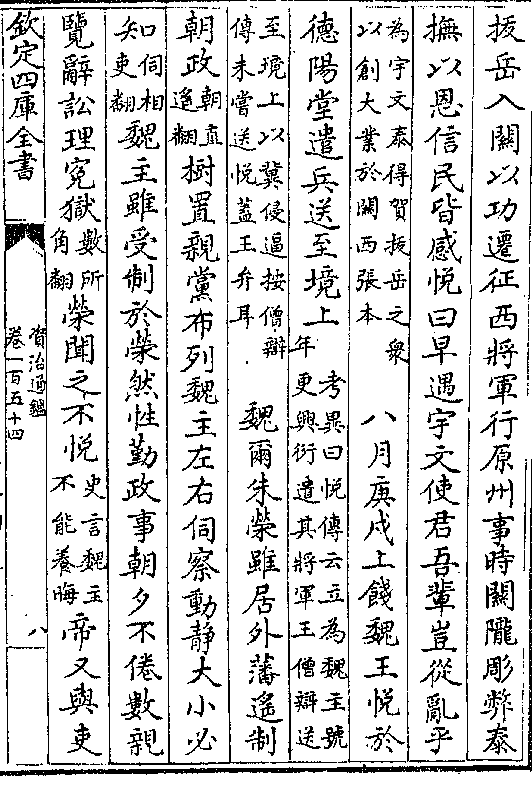 拔岳入關以功遷征西將軍行原州事時關隴彫弊泰
撫以恩信民皆感悦曰早遇宇文使君吾輩豈從亂乎
為宇文泰得賀拔岳之衆
以創大業於關西張本
八月庚戌上餞魏王悦於
德陽堂遣兵送至境上
考異曰悦傳云立為魏主號
年更興衍遣其將軍王僧辯送
至境上以冀侵逼按僧辯
傳未嘗送悦蓋王弁耳
魏爾朱榮雖居外藩遙制
朝政
朝直
遙翻
樹置親黨布列魏主左右伺察動静大小必
知
伺相
吏翻
魏主雖受制於榮然性勤政事朝夕不倦數親
覽辭訟理寃獄
數所
角翻
榮聞之不悦
史言魏主
不能養晦
帝又與吏
欽定四庫全書
資治通鑑
卷一百五十四
八